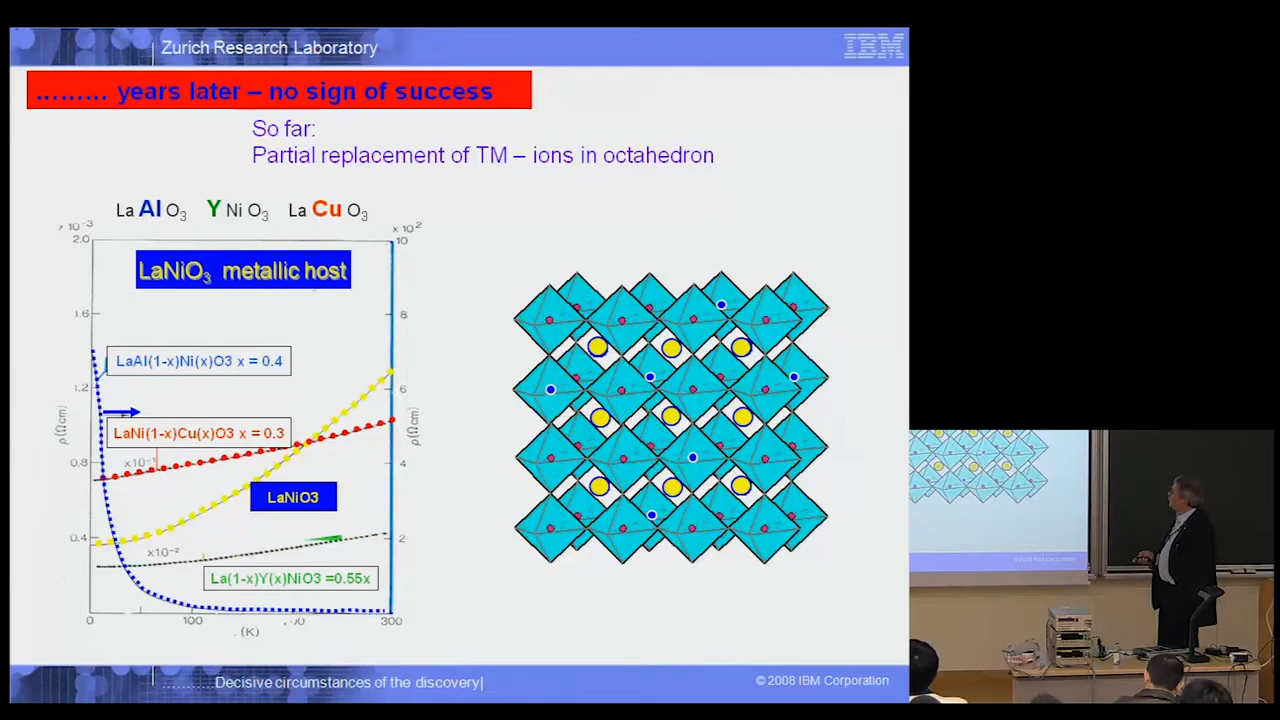 Zurich Research Laboratory
IBM
......... years later – no sign of success
So far:
Partial replacement of TM – ions in octahedron
La Al O3 Y Ni O3 La Cu O3
× 10⁻³
× 10²
2.0
10
LaNiO3 metallic host
1.6
8
LaAl(1-x)Ni(x)O3 x = 0.4
1.2
6
ρ(Ωcm)
ρ(Ωcm)
LaNi(1-x)Cu(x)O3 x = 0.3
0.8
×10⁻¹
4
LaNiO3
0.4
×10⁻²
2
La(1-x)Y(x)NiO3 =0.55x
0
100
300
(K)
.......... Decisive circumstances of the discovery|
© 2008 IBM Corporation